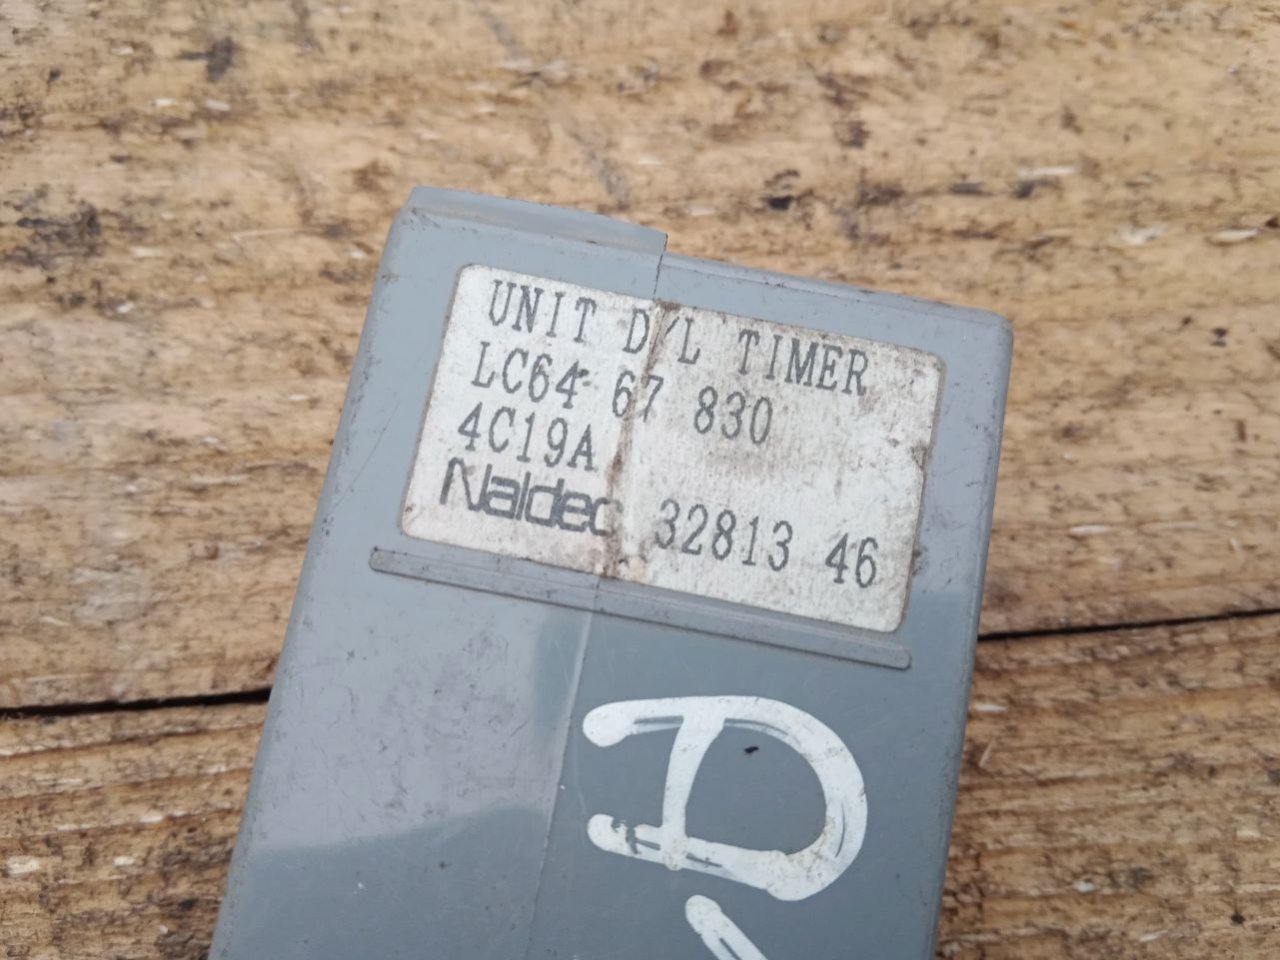 UNIT D/L TIMER
LC64 67 830
4C19A
Naldec 32813 46
D